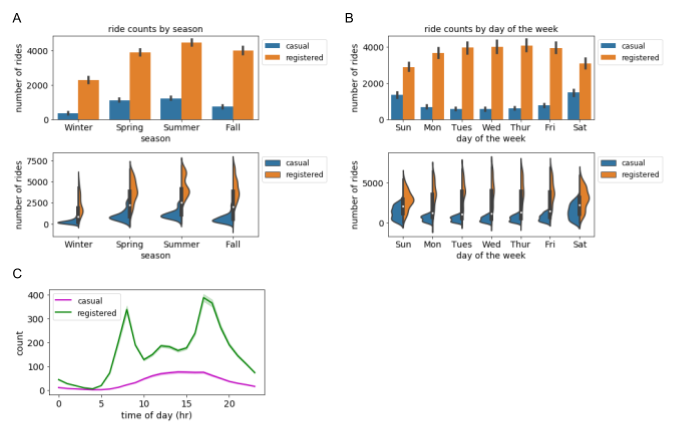 A
ride counts by season
number of rides
4000
2000
0
Winter Spring Summer Fall
season
casual
registered
number of rides
7500
5000
2500
0
Winter Spring Summer Fall
season
casual
registered
B
ride counts by day of the week
number of rides
4000
2000
0
Sun Mon Tues Wed Thur Fri Sat
day of the week
casual
registered
number of rides
5000
0
Sun Mon Tues Wed Thur Fri Sat
day of the week
casual
registered
C
count
400
300
200
100
0
0 5 10 15 20
time of day (hr)
casual
registered